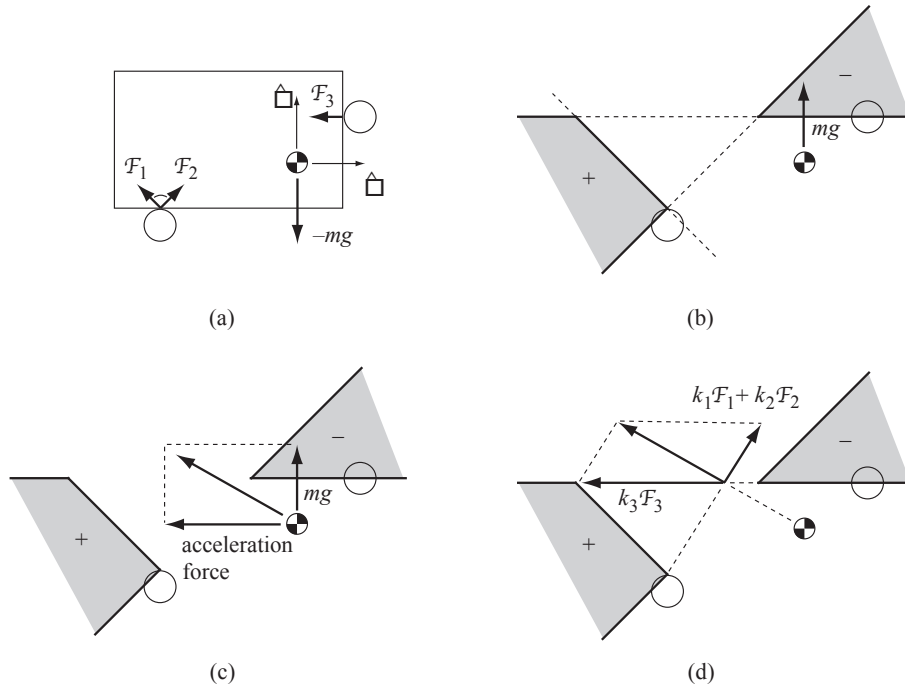 ℱ3
ℱ1 ℱ2
–mg
(a)
–
mg
+
(b)
–
mg
+
acceleration
force
(c)
k1ℱ1+ k2ℱ2
–
k3ℱ3
+
(d)